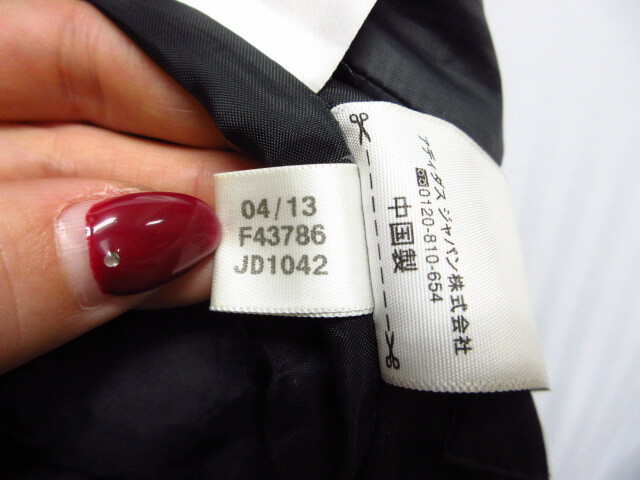 04/13
F43786
JD1042
アディダス ジャパン株式会社
0120-810-654
中国製